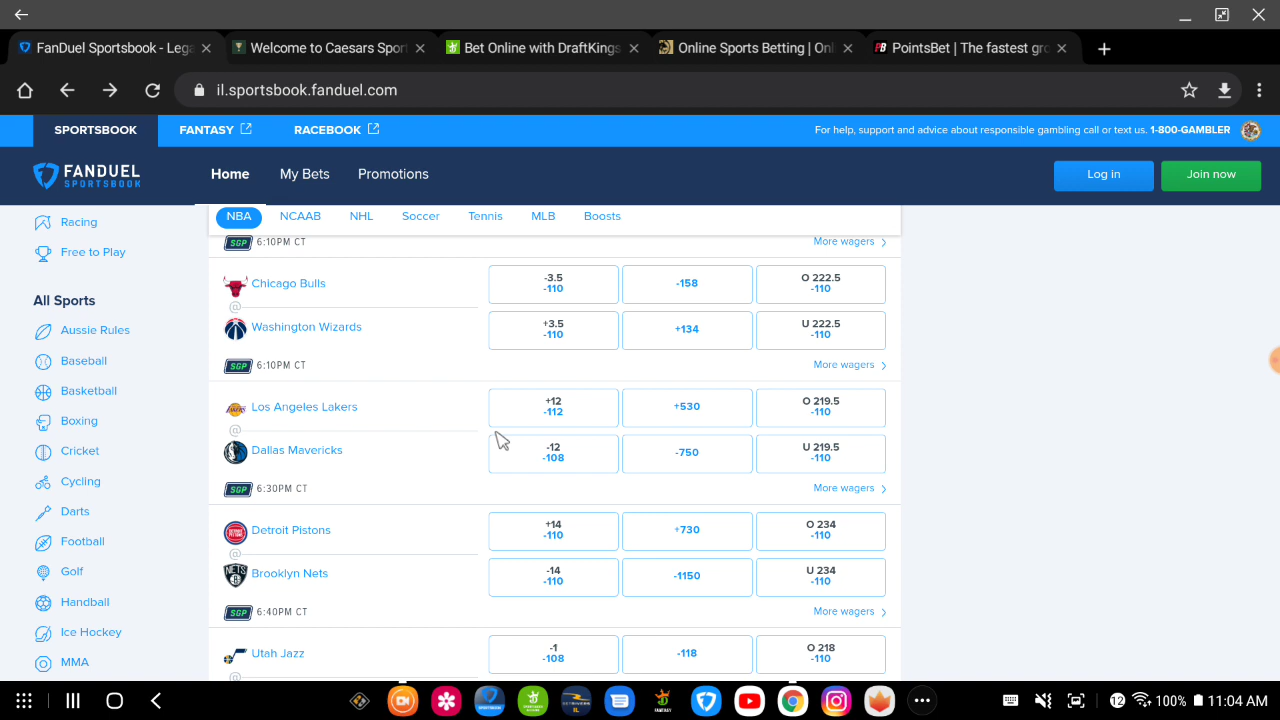 FanDuel Sportsbook - Lega
Welcome to Caesars Sport
Bet Online with DraftKings
Online Sports Betting | Onl
PointsBet | The fastest gro
il.sportsbook.fanduel.com
SPORTSBOOK
FANTASY
RACEBOOK
For help, support and advice about responsible gambling call or text us. 1-800-GAMBLER
FANDUEL
SPORTSBOOK
Home
My Bets
Promotions
Log in
Join now
Racing
Free to Play
All Sports
Aussie Rules
Baseball
Basketball
Boxing
Cricket
Cycling
Darts
Football
Golf
Handball
Ice Hockey
MMA
NBA
NCAAB
NHL
Soccer
Tennis
MLB
Boosts
SGP 6:10PM CT
More wagers
Chicago Bulls
-3.5
-110
-158
O 222.5
-110
@
Washington Wizards
+3.5
-110
+134
U 222.5
-110
SGP 6:10PM CT
More wagers
Los Angeles Lakers
+12
-112
+530
O 219.5
-110
@
Dallas Mavericks
-12
-108
-750
U 219.5
-110
SGP 6:30PM CT
More wagers
Detroit Pistons
+14
-110
+730
O 234
-110
@
Brooklyn Nets
-14
-110
-1150
U 234
-110
SGP 6:40PM CT
More wagers
Utah Jazz
-1
-108
-118
O 218
-110
12
100%
11:04 AM